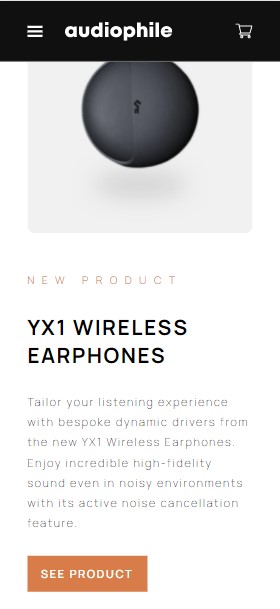 audiophile
NEW PRODUCT
YX1 WIRELESS
EARPHONES
Tailor your listening experience
with bespoke dynamic drivers from
the new YX1 Wireless Earphones.
Enjoy incredible high-fidelity
sound even in noisy environments
with its active noise cancellation
feature.
SEE PRODUCT